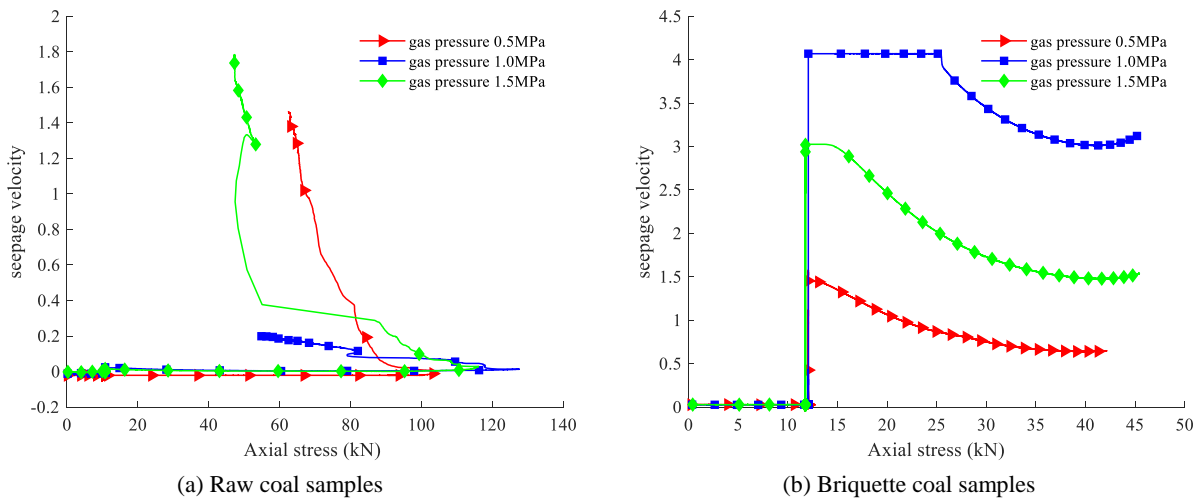 2
1.8
1.6
1.4
1.2
1
0.8
0.6
0.4
0.2
0
-0.2
seepage velocity
gas pressure 0.5MPa
gas pressure 1.0MPa
gas pressure 1.5MPa
0 20 40 60 80 100 120 140
Axial stress (kN)
(a) Raw coal samples
4.5
4
3.5
3
2.5
2
1.5
1
0.5
0
seepage velocity
gas pressure 0.5MPa
gas pressure 1.0MPa
gas pressure 1.5MPa
0 5 10 15 20 25 30 35 40 45 50
Axial stress (kN)
(b) Briquette coal samples